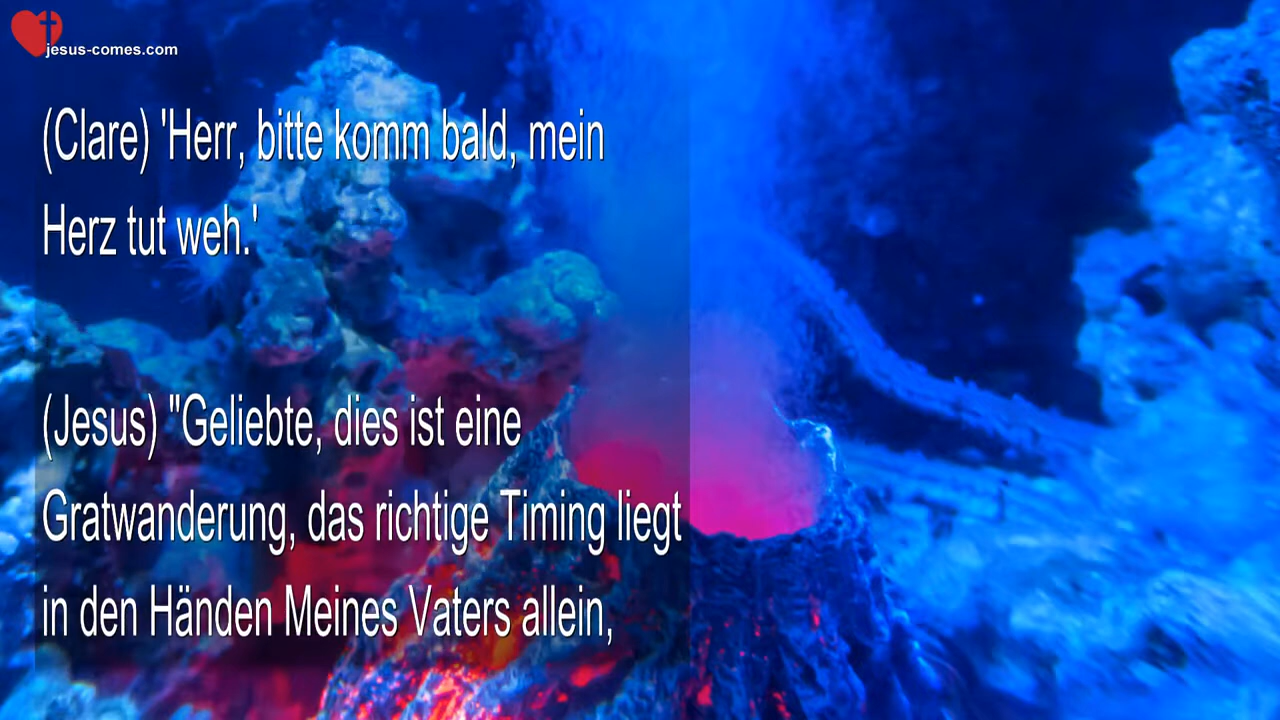 jesus-comes.com
(Clare) 'Herr, bitte komm bald, mein
Herz tut weh.'
(Jesus) "Geliebte, dies ist eine
Gratwanderung, das richtige Timing liegt
in den Händen Meines Vaters allein,